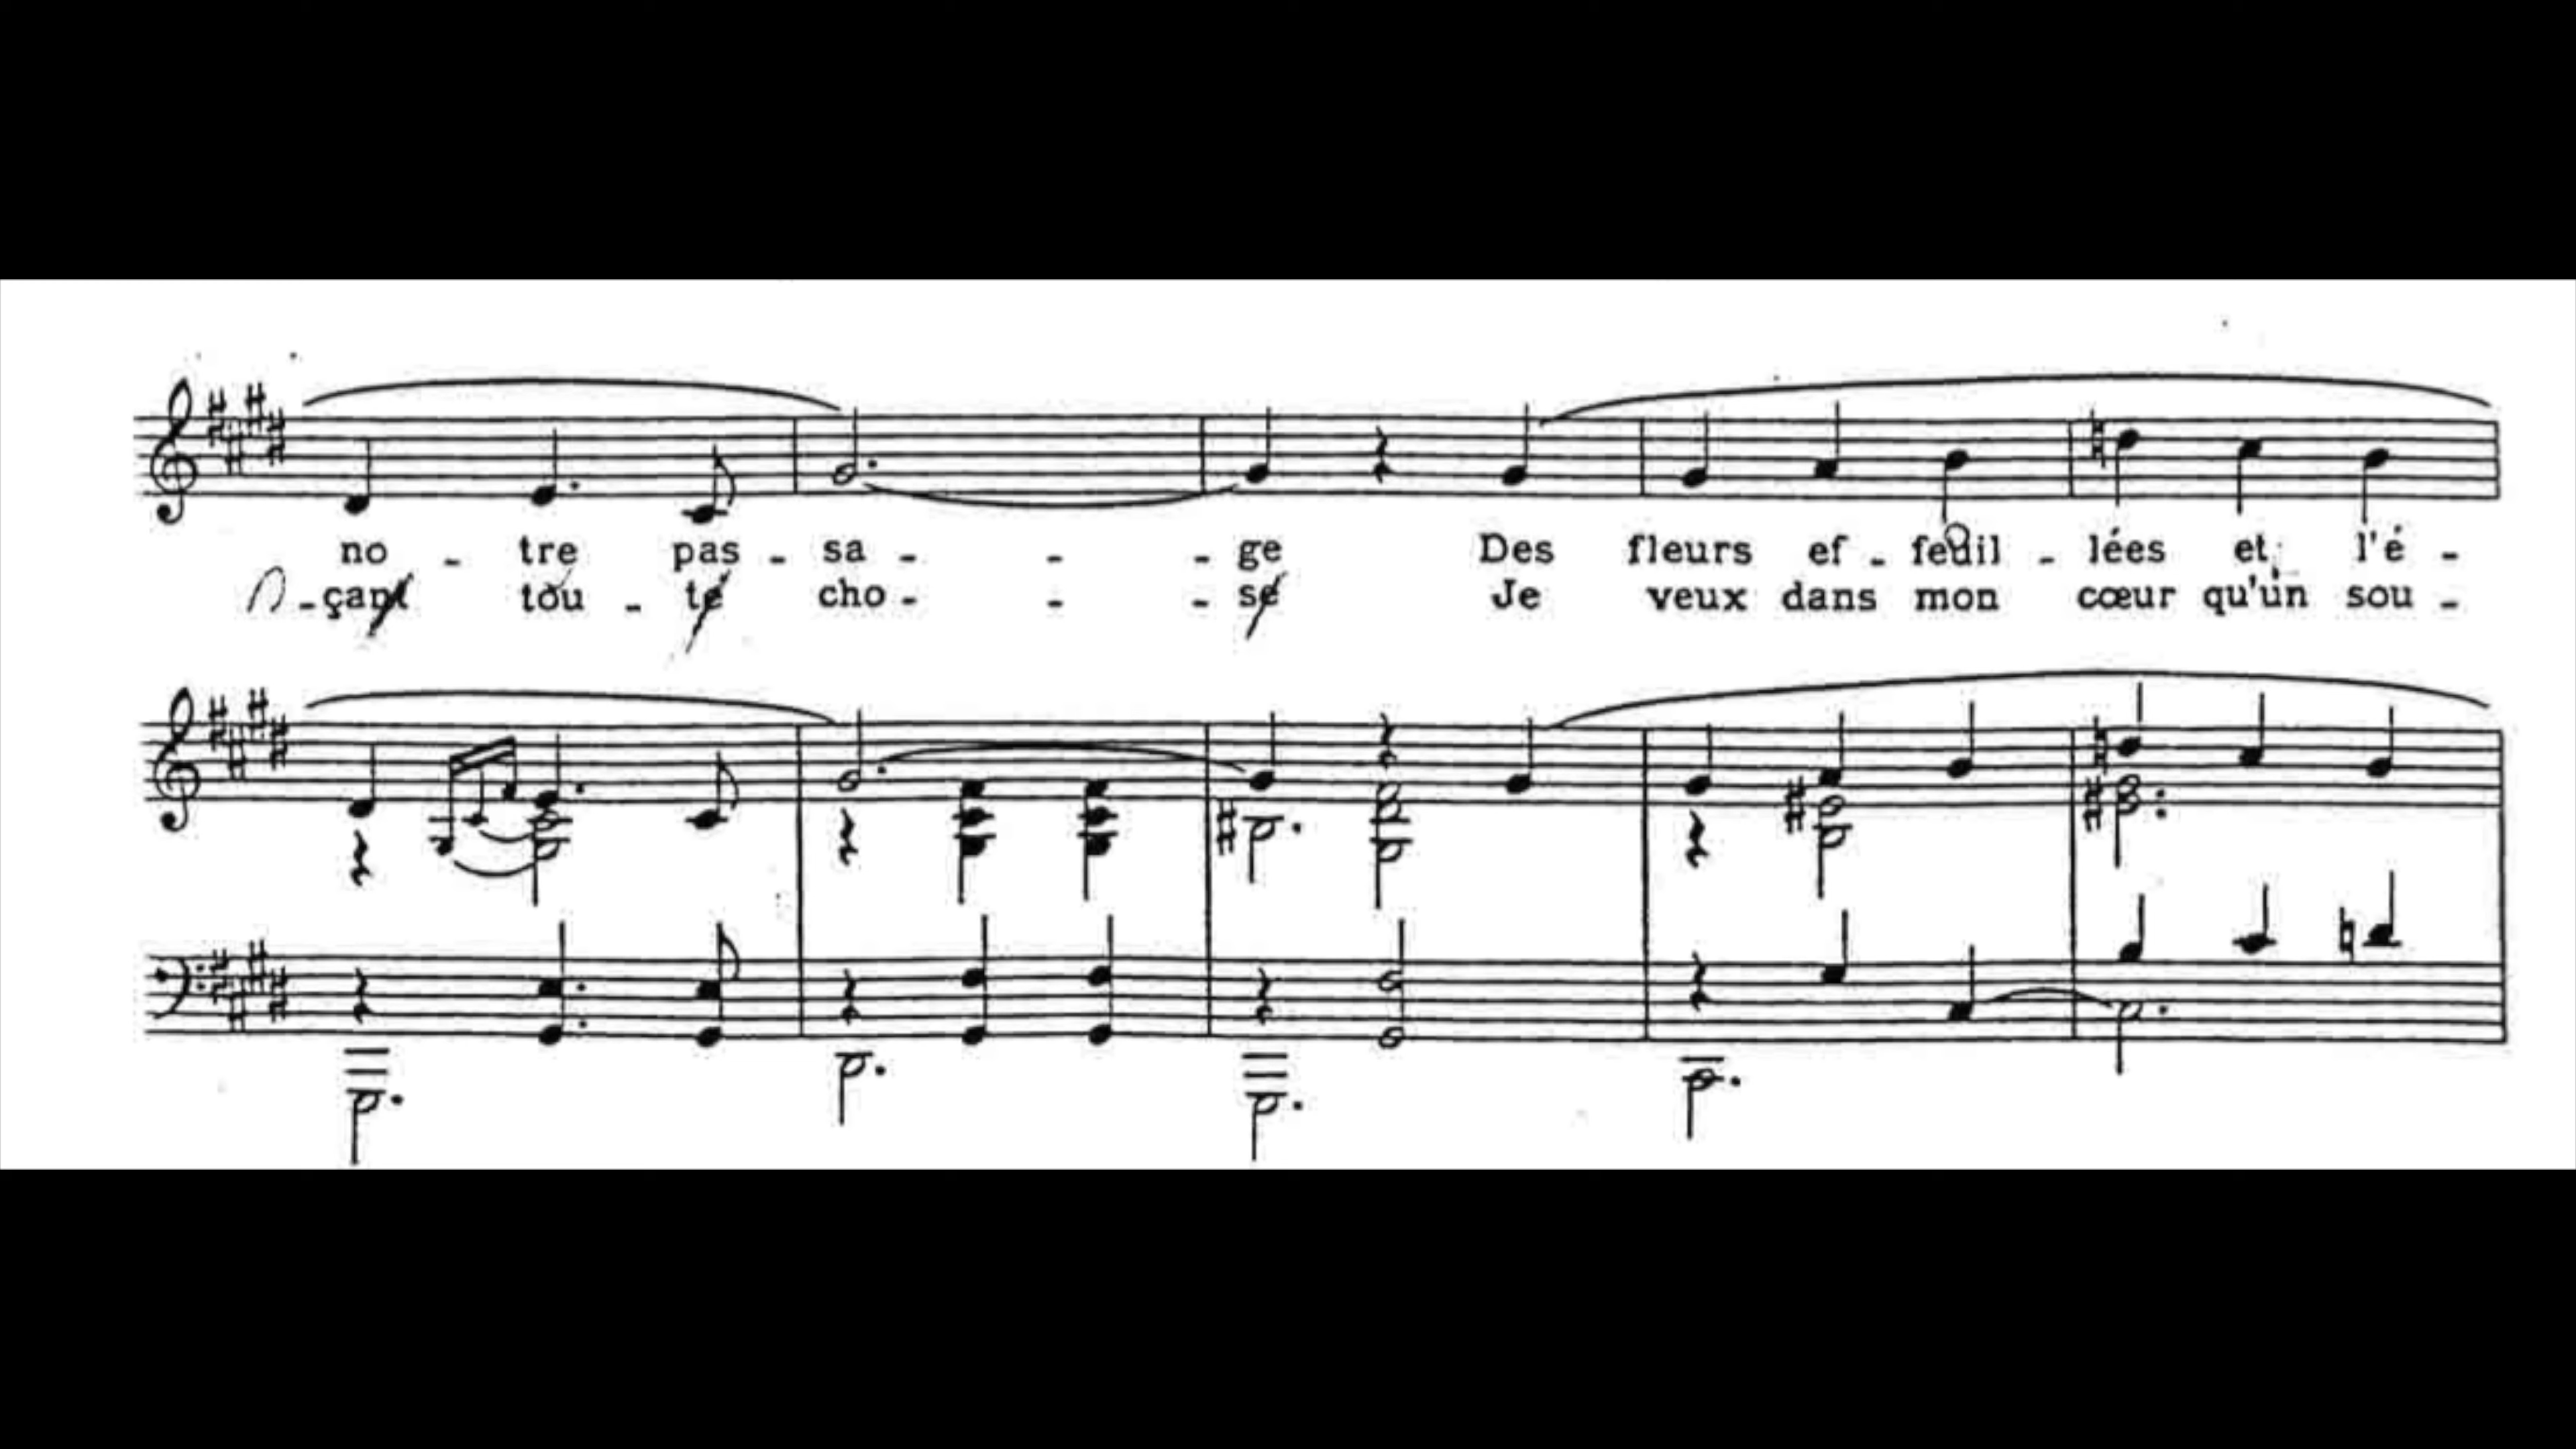 no - tre pas - sa - - - ge Des fleurs ef - feuil - lées et l'é -
- çant tou - te cho - - - se Je veux dans mon cœur qu'un sou -